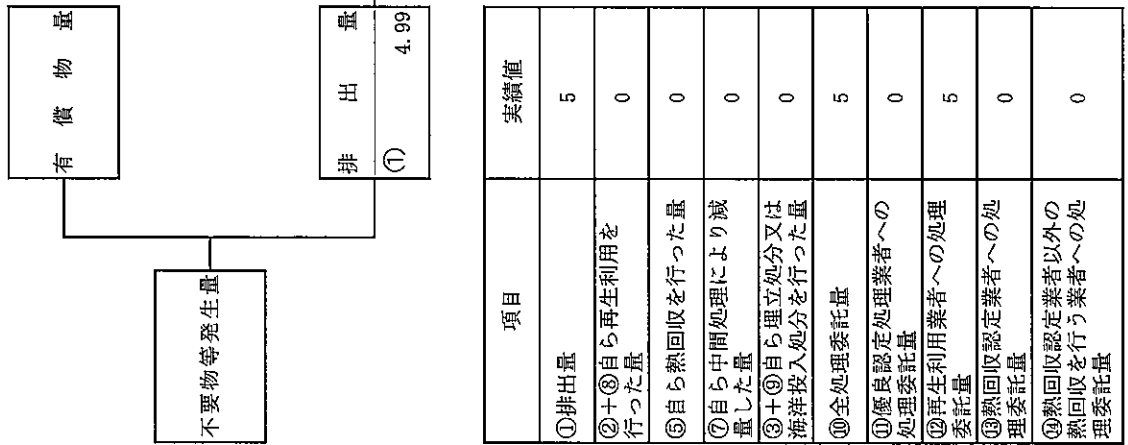 不要物等発生量
有償物量
排出量
① 4.99
項目 実績値
①排出量 5
②+⑧自ら再生利用を
行った量 0
⑤自ら熱回収を行った量 0
⑦自ら中間処理により減
量した量 0
③+⑨自ら埋立処分又は
海洋投入処分を行った量 0
⑩全処理委託量 5
⑪優良認定処理業者への
処理委託量 0
⑫再生利用業者への処理
委託量 5
⑬熱回収認定業者への処
理委託量 0
⑭熱回収認定業者以外の
熱回収を行う業者への処
理委託量 0